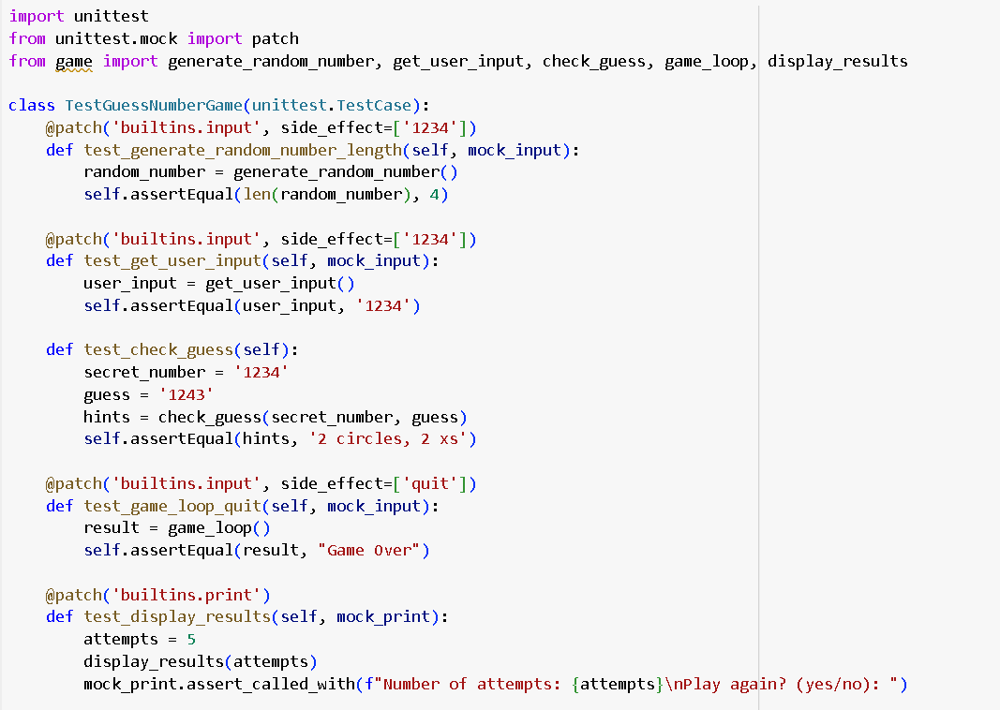 import unittest
from unittest.mock import patch
from game import generate_random_number, get_user_input, check_guess, game_loop, display_results

class TestGuessNumberGame(unittest.TestCase):
    @patch('builtins.input', side_effect=['1234'])
    def test_generate_random_number_length(self, mock_input):
        random_number = generate_random_number()
        self.assertEqual(len(random_number), 4)

    @patch('builtins.input', side_effect=['1234'])
    def test_get_user_input(self, mock_input):
        user_input = get_user_input()
        self.assertEqual(user_input, '1234')

    def test_check_guess(self):
        secret_number = '1234'
        guess = '1243'
        hints = check_guess(secret_number, guess)
        self.assertEqual(hints, '2 circles, 2 xs')

    @patch('builtins.input', side_effect=['quit'])
    def test_game_loop_quit(self, mock_input):
        result = game_loop()
        self.assertEqual(result, "Game Over")

    @patch('builtins.print')
    def test_display_results(self, mock_print):
        attempts = 5
        display_results(attempts)
        mock_print.assert_called_with(f"Number of attempts: {attempts}\nPlay again? (yes/no): ")